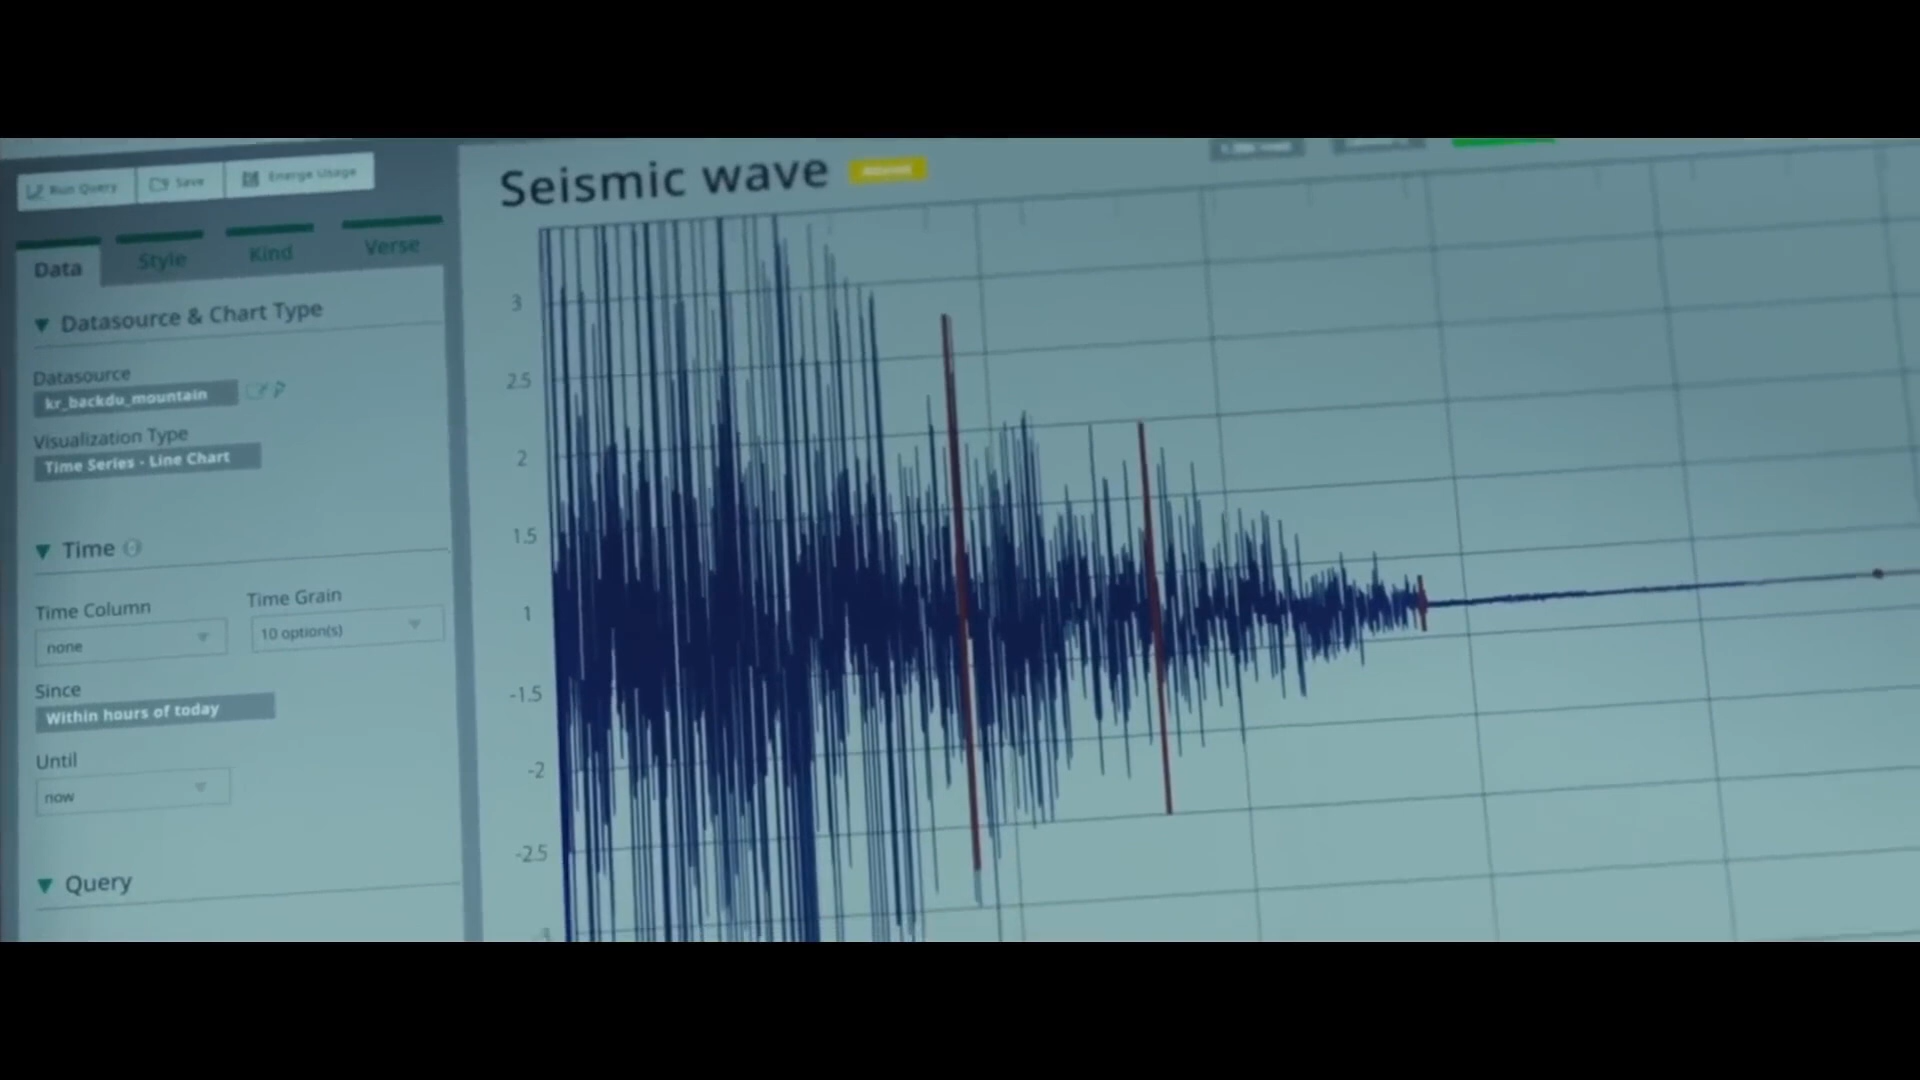 Run Query
Save
Energe Usage
Seismic wave
Data
Style
Kind
Verse
Datasource & Chart Type
Datasource
kr_backdu_mountain
Visualization Type
Time Series - Line Chart
Time
Time Column
Time Grain
none
10 option(s)
Since
Within hours of today
Until
now
Query
3
2.5
2
1.5
1
-1.5
-2
-2.5